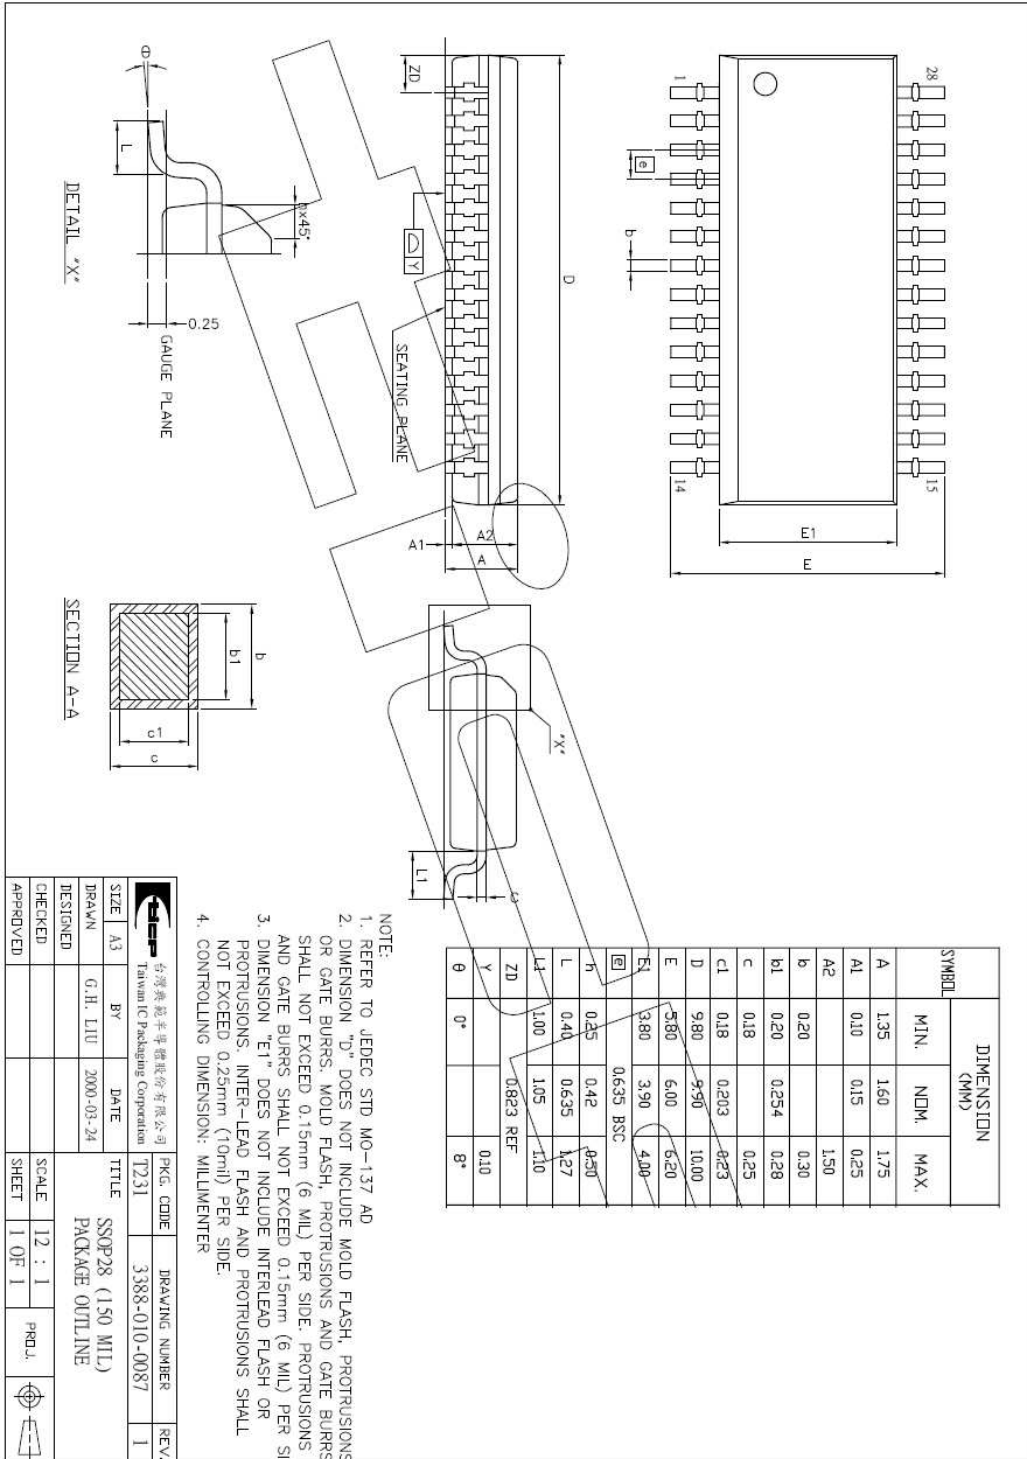 1
28
14
15
e
b
E1
E
ZD
D
Y
SEATING PLANE
A1
A2
A
θ
L
hx45°
0.25
GAUGE PLANE
DETAIL "X"
"X"
L1
c
b
b1
c1
c
SECTION A-A
SYMBOL DIMENSION (MM)
MIN. NOM. MAX.
A 1.35 1.60 1.75
A1 0.10 0.15 0.25
A2 1.50
b 0.20 0.30
b1 0.20 0.254 0.28
c 0.18 0.25
c1 0.18 0.203 0.23
D 9.80 9.90 10.00
E 5.80 6.00 6.20
E1 3.80 3.90 4.00
e 0.635 BSC
h 0.25 0.42 0.50
L 0.40 0.635 1.27
L1 1.00 1.05 1.10
ZD 0.823 REF
Y 0.10
θ 0° 8°
NOTE:
1. REFER TO JEDEC STD MO-137 AD
2. DIMENSION "D" DOES NOT INCLUDE MOLD FLASH, PROTRUSIONS
OR GATE BURRS. MOLD FLASH, PROTRUSIONS AND GATE BURRS
SHALL NOT EXCEED 0.15mm (6 MIL) PER SIDE. PROTRUSIONS
AND GATE BURRS SHALL NOT EXCEED 0.15mm (6 MIL) PER SI
3. DIMENSION "E1" DOES NOT INCLUDE INTERLEAD FLASH OR
PROTRUSIONS. INTER-LEAD FLASH AND PROTRUSIONS SHALL
NOT EXCEED 0.25mm (10mil) PER SIDE.
4. CONTROLLING DIMENSION: MILLIMENTER
ticp
台灣典範半導體股份有限公司
Taiwan IC Packaging Corporation
PKG. CODE DRAWING NUMBER REV.
T231 3388-010-0087 1
SIZE A3 BY DATE
TITLE
DRAWN G.H. LIU 2000-03-24
SSOP28 (150 MIL)
PACKAGE OUTLINE
DESIGNED
CHECKED
SCALE 12 : 1
PROJ.
APPROVED
SHEET 1 OF 1